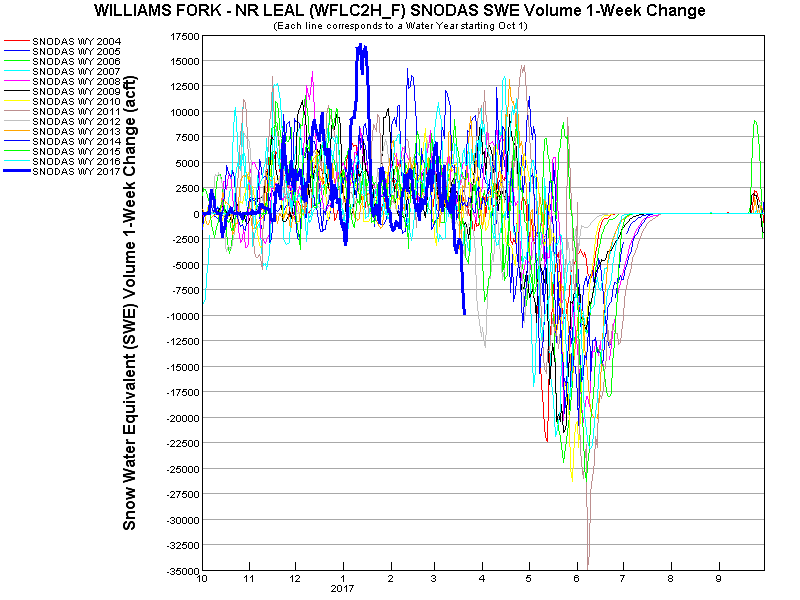 WILLIAMS FORK - NR LEAL (WFLC2H_F) SNODAS SWE Volume 1-Week Change
(Each line corresponds to a Water Year starting Oct 1)
SNODAS WY 2004
SNODAS WY 2005
SNODAS WY 2006
SNODAS WY 2007
SNODAS WY 2008
SNODAS WY 2009
SNODAS WY 2010
SNODAS WY 2011
SNODAS WY 2012
SNODAS WY 2013
SNODAS WY 2014
SNODAS WY 2015
SNODAS WY 2016
SNODAS WY 2017
Snow Water Equivalent (SWE) Volume 1-Week Change (acft)
17500
15000
12500
10000
7500
5000
2500
0
-2500
-5000
-7500
-10000
-12500
-15000
-17500
-20000
-22500
-25000
-27500
-30000
-32500
-35000
10 11 12 1 2 3 4 5 6 7 8 9
2017